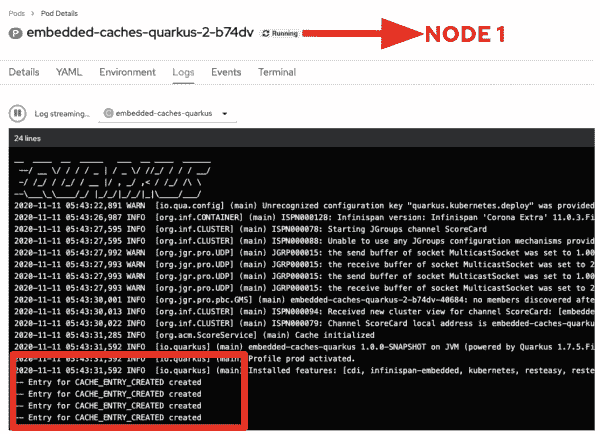 Pods > Pod Details
P embedded-caches-quarkus-2-b74dv Running NODE 1
Details YAML Environment Logs Events Terminal
Log streaming... embedded-caches-quarkus
24 lines
2020-11-11 05:43:22,891 WARN [io.qua.config] (main) Unrecognized configuration key "quarkus.kubernetes.deploy" was provided
2020-11-11 05:43:26,987 INFO [org.inf.CONTAINER] (main) ISPN000128: Infinispan version: Infinispan 'Corona Extra' 11.0.3.Fi
2020-11-11 05:43:27,595 INFO [org.inf.CLUSTER] (main) ISPN000078: Starting JGroups channel ScoreCard
2020-11-11 05:43:27,595 INFO [org.inf.CLUSTER] (main) ISPN000088: Unable to use any JGroups configuration mechanisms provid
2020-11-11 05:43:27,992 WARN [org.jgr.pro.UDP] (main) JGRP000015: the send buffer of socket MulticastSocket was set to 1.00
2020-11-11 05:43:27,992 WARN [org.jgr.pro.UDP] (main) JGRP000015: the receive buffer of socket MulticastSocket was set to 2
2020-11-11 05:43:27,993 WARN [org.jgr.pro.UDP] (main) JGRP000015: the send buffer of socket MulticastSocket was set to 1.00
2020-11-11 05:43:27,993 WARN [org.jgr.pro.UDP] (main) JGRP000015: the receive buffer of socket MulticastSocket was set to 2
2020-11-11 05:43:30,001 INFO [org.jgr.pro.pbc.GMS] (main) embedded-caches-quarkus-2-b74dv-40684: no members discovered afte
2020-11-11 05:43:30,013 INFO [org.inf.CLUSTER] (main) ISPN000094: Received new cluster view for channel ScoreCard: [embedde
2020-11-11 05:43:30,022 INFO [org.inf.CLUSTER] (main) ISPN000079: Channel ScoreCard local address is embedded-caches-quarku
2020-11-11 05:43:31,285 INFO [org.acm.ScoreService] (main) Cache initialized
2020-11-11 05:43:31,592 INFO [io.quarkus] (main) embedded-caches-quarkus 1.0.0-SNAPSHOT on JVM (powered by Quarkus 1.7.5.Fi
2020-11-11 05:43:31,592 INFO [io.quarkus] (main) Profile prod activated.
2020-11-11 05:43:31,592 INFO [io.quarkus] (main) Installed features: [cdi, infinispan-embedded, kubernetes, resteasy, reste
-- Entry for CACHE_ENTRY_CREATED created
-- Entry for CACHE_ENTRY_CREATED created
-- Entry for CACHE_ENTRY_CREATED created
-- Entry for CACHE_ENTRY_CREATED created